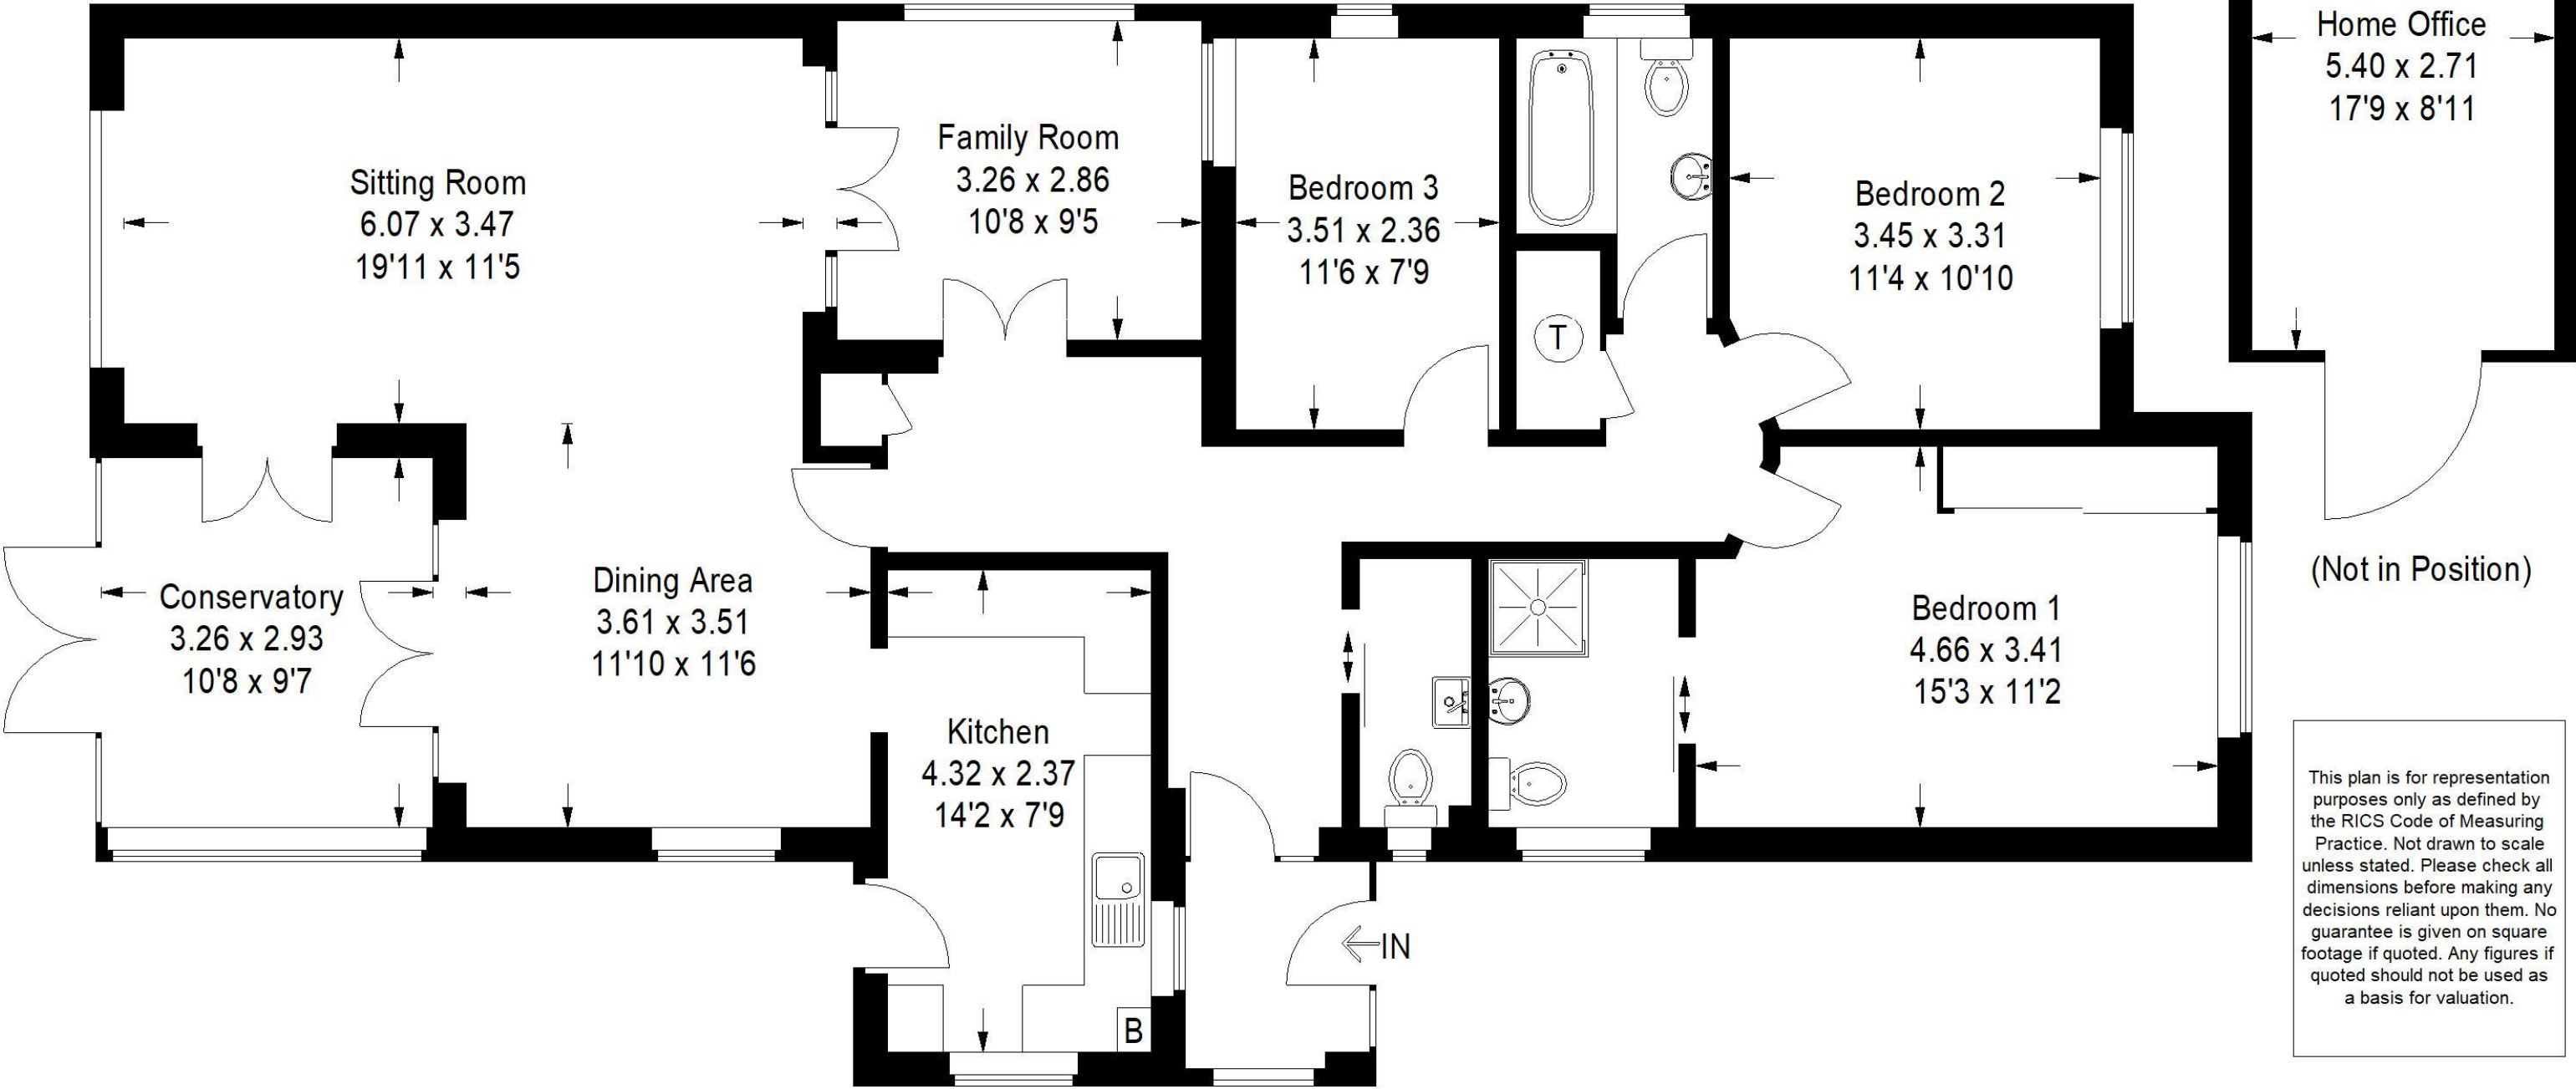 Home Office
5.40 x 2.71
17'9 x 8'11
Sitting Room
6.07 x 3.47
19'11 x 11'5
Family Room
3.26 x 2.86
10'8 x 9'5
Bedroom 3
3.51 x 2.36
11'6 x 7'9
Bedroom 2
3.45 x 3.31
11'4 x 10'10
T
(Not in Position)
Conservatory
3.26 x 2.93
10'8 x 9'7
Dining Area
3.61 x 3.51
11'10 x 11'6
Kitchen
4.32 x 2.37
14'2 x 7'9
Bedroom 1
4.66 x 3.41
15'3 x 11'2
IN
B
This plan is for representation
purposes only as defined by
the RICS Code of Measuring
Practice. Not drawn to scale
unless stated. Please check all
dimensions before making any
decisions reliant upon them. No
guarantee is given on square
footage if quoted. Any figures if
quoted should not be used as
a basis for valuation.